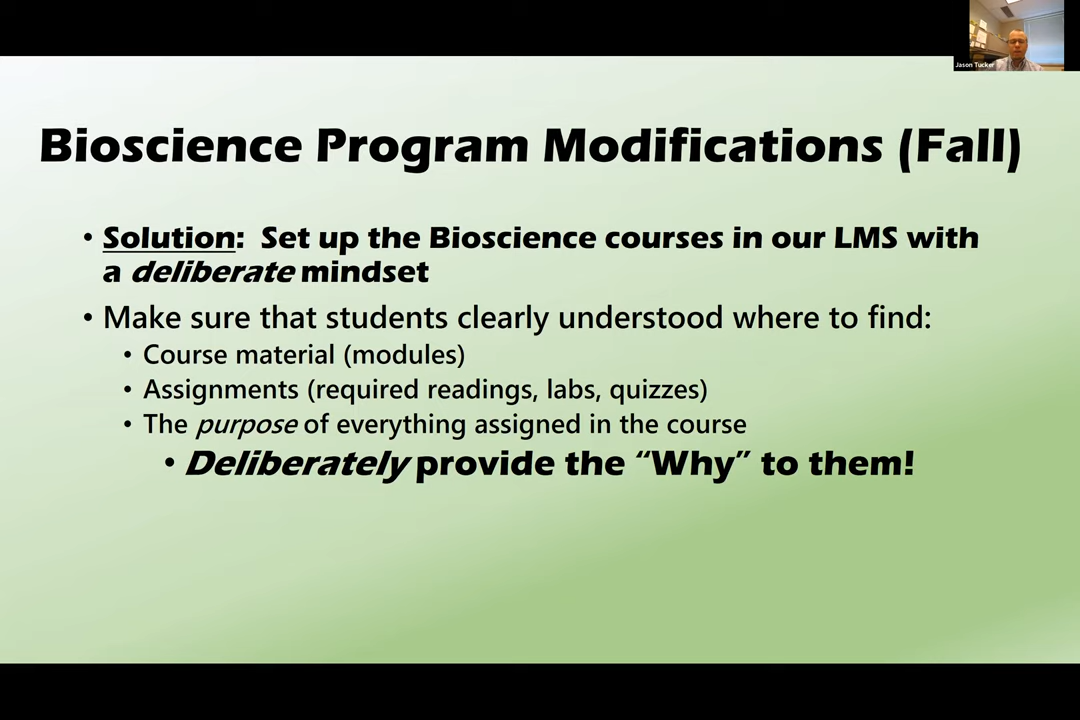 Jason Tucker
Bioscience Program Modifications (Fall)
• Solution:  Set up the Bioscience courses in our LMS with
a deliberate mindset
• Make sure that students clearly understood where to find:
• Course material (modules)
• Assignments (required readings, labs, quizzes)
• The purpose of everything assigned in the course
• Deliberately provide the “Why” to them!